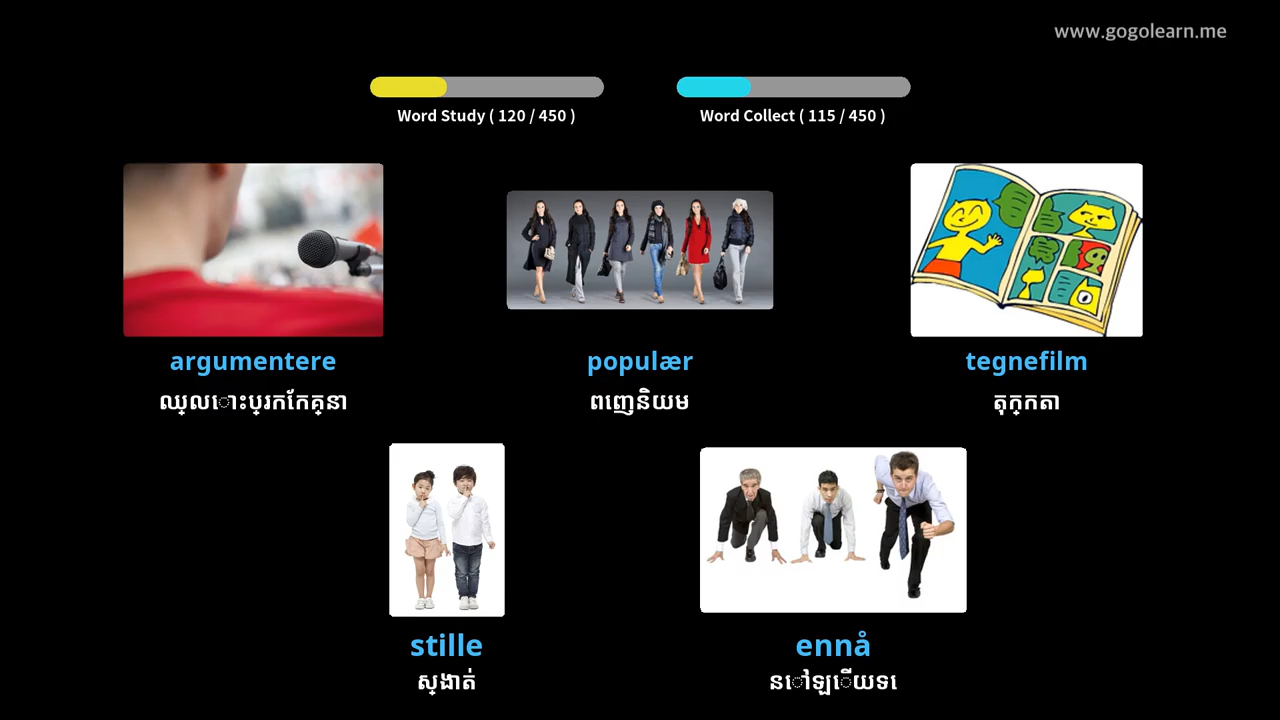 www.gogolearn.me
Word Study ( 120 / 450 )
Word Collect ( 115 / 450 )
argumentere
populær
tegnefilm
ឈ្លោះប្រកែកគ្នា
ពេញនិយម
តុក្កតា
stille
ennå
ស្ងាត់
នៅឡើយទេ